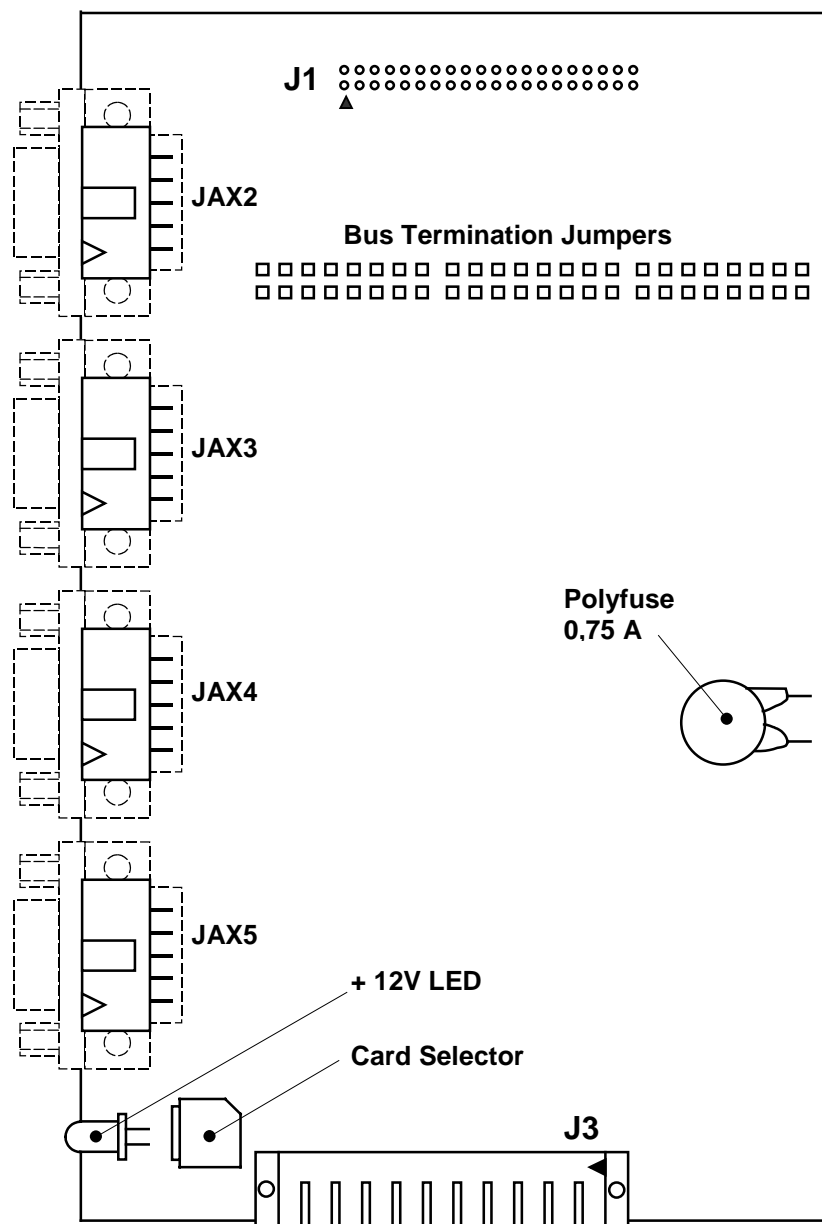 J1
JAX2
Bus Termination Jumpers
JAX3
Polyfuse
0,75 A
JAX4
JAX5
+ 12V LED
Card Selector
J3